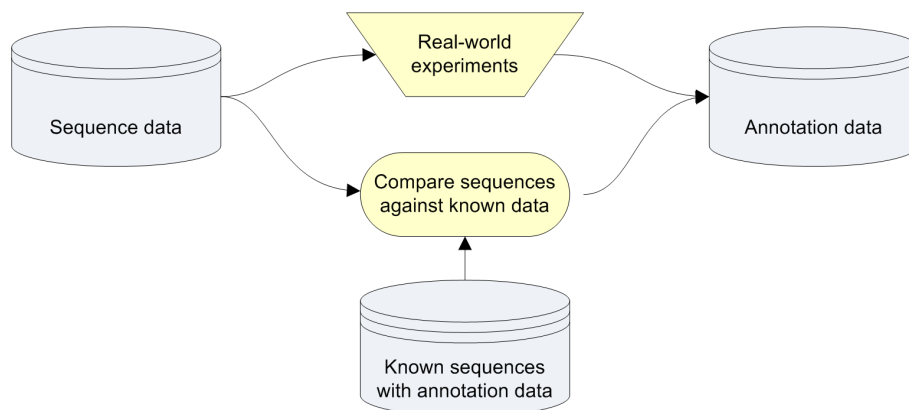 Real-world
experiments
Sequence data
Annotation data
Compare sequences
against known data
Known sequences
with annotation data